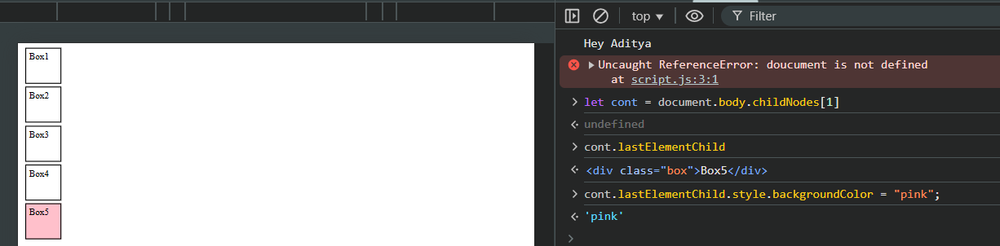 top
Filter
Box1
Box2
Box3
Box4
Box5
Hey Aditya
Uncaught ReferenceError: doucument is not defined
at script.js:3:1
let cont = document.body.childNodes[1]
undefined
cont.lastElementChild
<div class="box">Box5</div>
cont.lastElementChild.style.backgroundColor = "pink";
'pink'